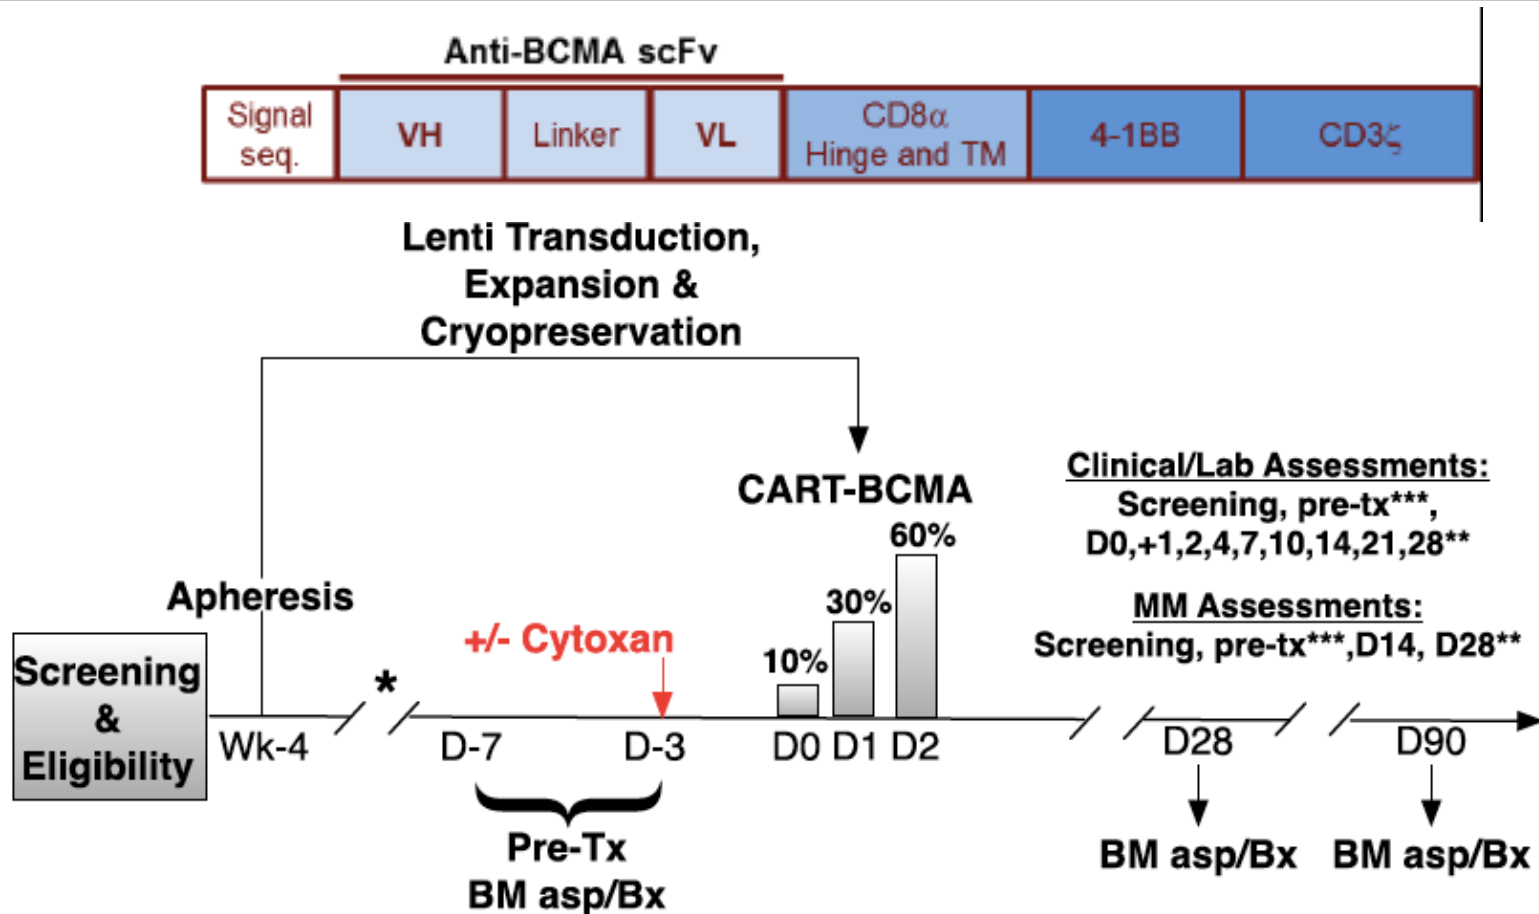 Anti-BCMA scFv
Signal
seq.
VH
Linker
VL
CD8α
Hinge and TM
4-1BB
CD3ζ
Lenti Transduction,
Expansion &
Cryopreservation
CART-BCMA
60%
30%
10%
Clinical/Lab Assessments:
Screening, pre-tx***,
D0,+1,2,4,7,10,14,21,28**
MM Assessments:
Screening, pre-tx***,D14, D28**
Apheresis
+/- Cytoxan
Screening
&
Eligibility
*
Wk-4
D-7
D-3
D0
D1
D2
D28
D90
Pre-Tx
BM asp/Bx
BM asp/Bx
BM asp/Bx